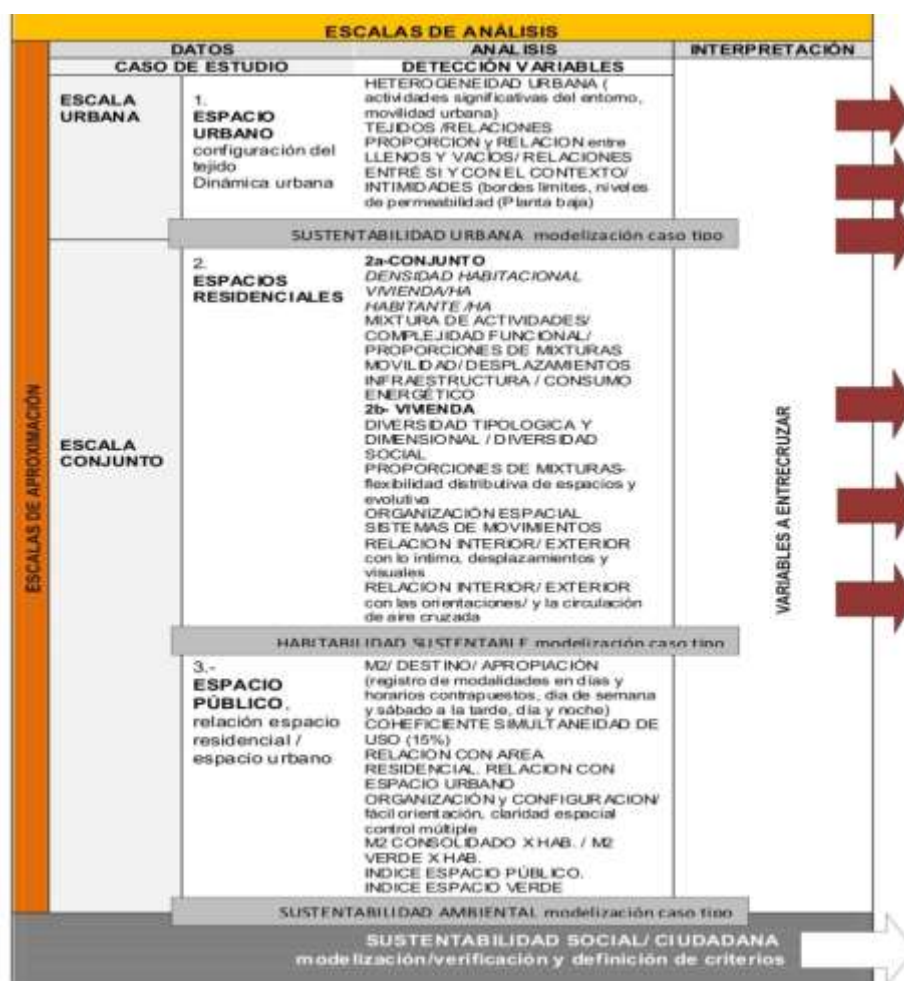 ESCALAS DE ANÁLISIS
DATOS
ANALISIS
INTERPRETACIÓN
CASO DE ESTUDIO
DETECCIÓN VARIABLES
ESCALAS DE APROXIMACIÓN
ESCALA
URBANA
1.
ESPACIO
URBANO
configuración del
tejido
Dinámica urbana
HETEROGENEIDAD URBANA (
actividades significativas del entorno,
movilidad urbana)
TEJIDOS /RELACIONES
PROPORCION y RELACION entre
LLENOS Y VACÍOS/ RELACIONES
ENTRÉ SI Y CON EL CONTEXTO/
INTIMIDADES (bordes limites, niveles
de permeabilidad (Planta baja)
SUSTENTABILIDAD URBANA modelización caso tipo
ESCALA
CONJUNTO
2.
ESPACIOS
RESIDENCIALES
2a-CONJUNTO
DENSIDAD HABITACIONAL
VIVIENDA/HA
HABITANTE /HA
MIXTURA DE ACTIVIDADES/
COMPLEJIDAD FUNCIONAL/
PROPORCIONES DE MIXTURAS
MOVILIDAD/ DESPLAZAMIENTOS
INFRAESTRUCTURA / CONSUMO
ENERGÉTICO
2b- VIVIENDA
DIVERSIDAD TIPOLOGICA Y
DIMENSIONAL / DIVERSIDAD
SOCIAL
PROPORCIONES DE MIXTURAS-
flexibilidad distributiva de espacios y
evolutiva
ORGANIZACIÓN ESPACIAL
SISTEMAS DE MOVIMIENTOS
RELACION INTERIOR/ EXTERIOR
con lo intimo, desplazamientos y
visuales
RELACION INTERIOR/ EXTERIOR
con las orientaciones/ y la circulación
de aire cruzada
VARIABLES A ENTRECRUZAR
HABITABILIDAD SUSTENTABLE modelización caso tipo
3.-
ESPACIO
PÚBLICO.
relación espacio
residencial /
espacio urbano
M2/ DESTINO/ APROPIACIÓN
(registro de modalidades en días y
horarios contrapuestos, dia de semana
y sábado a la tarde, día y noche)
COHEFICIENTE SIMULTANEIDAD DE
USO (15%)
RELACION CON AREA
RESIDENCIAL. RELACION CON
ESPACIO URBANO
ORGANIZACIÓN y CONFIGURACION/
fácil orientación, claridad espacial
control múltiple
M2 CONSOLIDADO X HAB. / M2
VERDE X HAB.
INDICE ESPACIO PÚBLICO.
INDICE ESPACIO VERDE
SUSTENTABILIDAD AMBIENTAL modelización caso tipo
SUSTENTABILIDAD SOCIAL/ CIUDADANA
modelización/verificación y definición de criterios